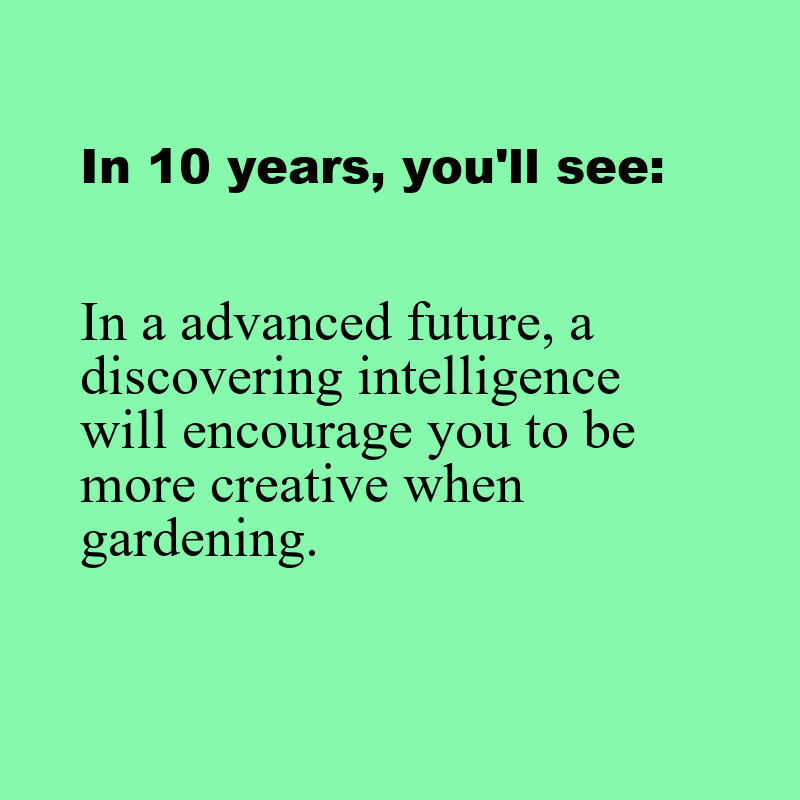 In 10 years, you'll see:
In a advanced future, a
discovering intelligence
will encourage you to be
more creative when
gardening.